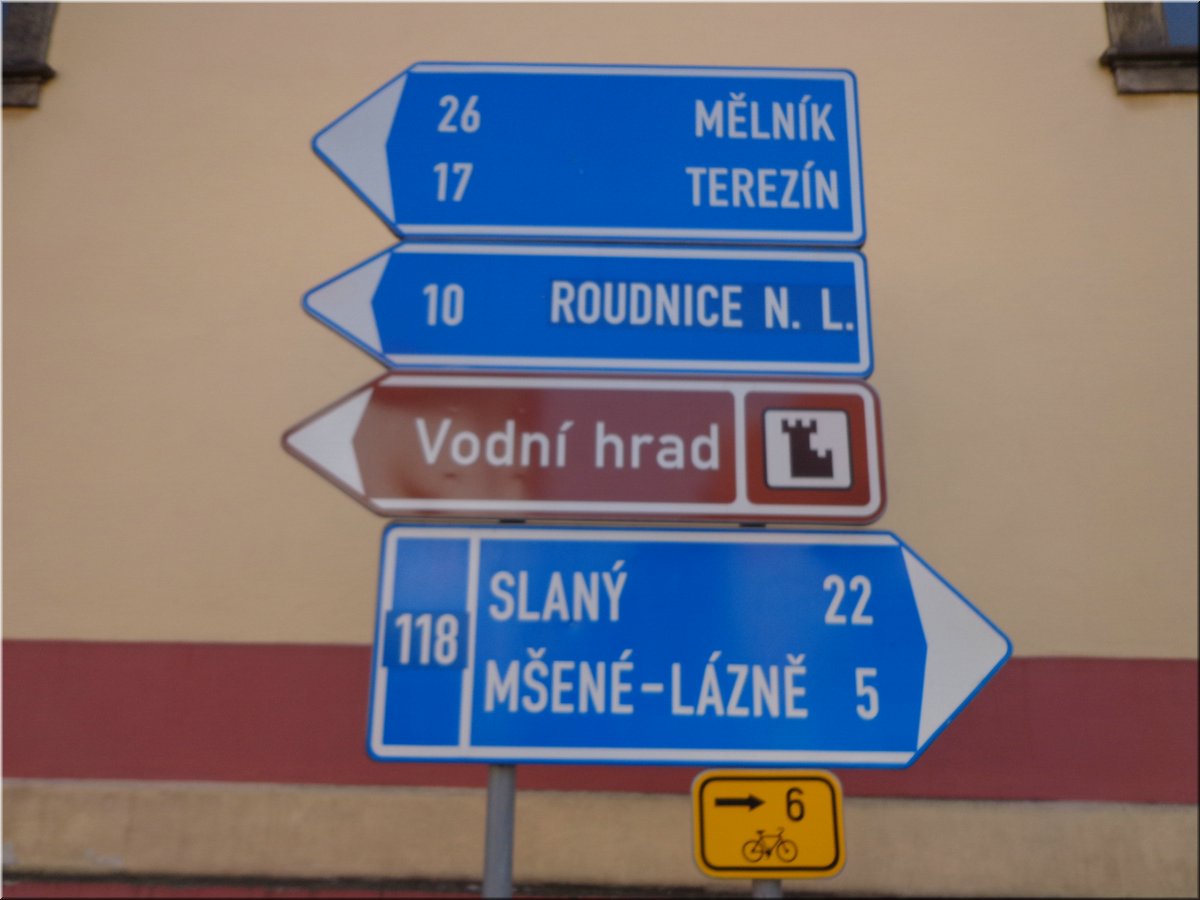 26 MĚLNÍK
17 TEREZÍN
10 ROUDNICE N. L.
Vodní hrad
118
SLANÝ 22
MŠENÉ-LÁZNĚ 5
6